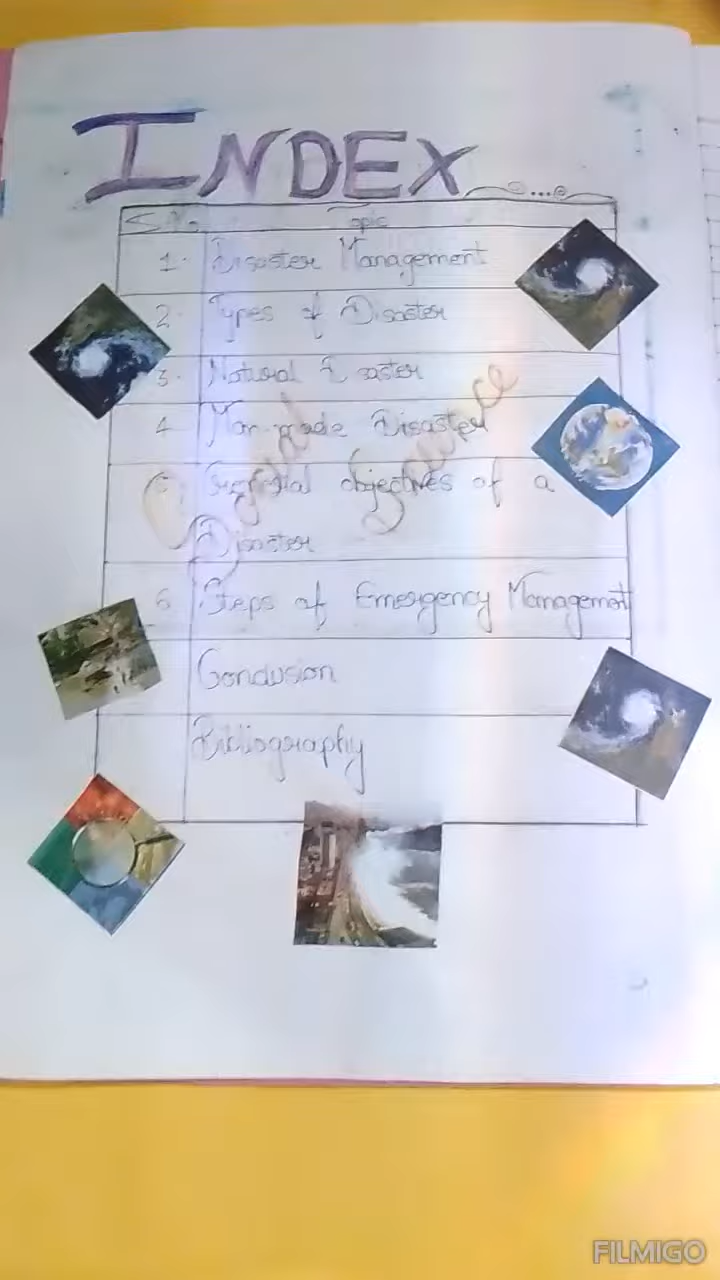 INDEX
S.No. Topic
1. Disaster Management
2. Types of Disaster
3. Natural Disaster
4 Man-made Disaster
5. objectives of a
Disaster
6 Steps of Emergency Management
Conclusion
Bibliography
FILMIGO